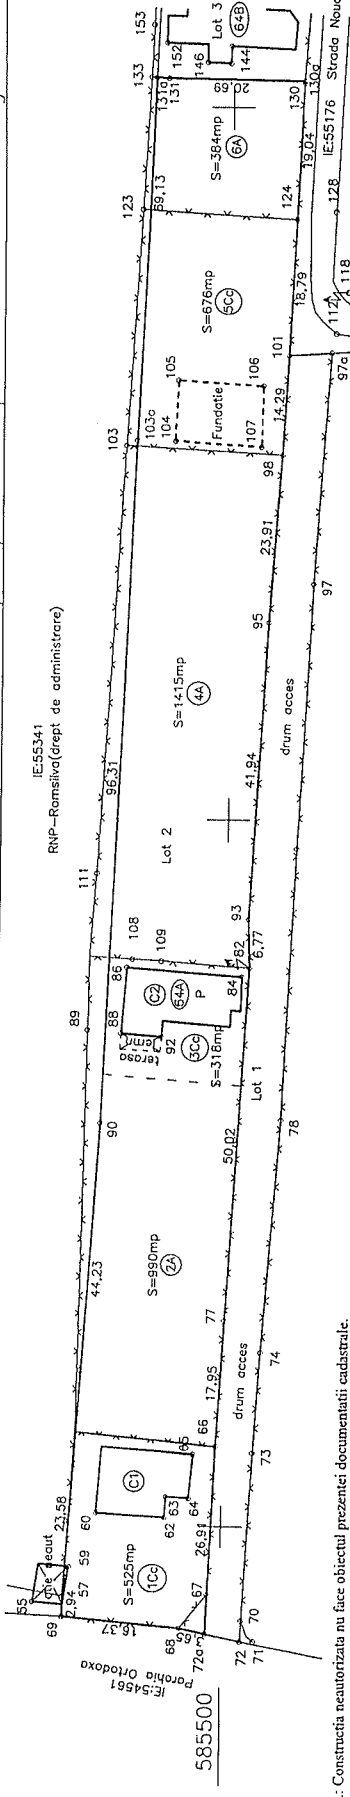 153
Lot 3
64B
152
146
144
133
131a
131
20,69
130
130a
S=384mp
6A
19,04
IE:55176
Strada Noua
128
123
69,13
124
118
112
S=676mp
5Cc
18,79
101
97a
105
106
Fundatie
14,29
103
103c
104
107
98
23,91
95
97
IE:55341
RNP-Romsilva(drept de administrare)
S=1415mp
4A
drum acces
96,31
41,94
Lot 2
111
93
6,77
108
109
86
82
84
C2
54A
P
88
89
92
terasa
lemn
3Cc
S=318mp
Lot 1
90
50,02
78
44,23
S=990mp
2A
77
17,95
74
drum acces
66
73
65
C1
23,58
60
62
63
64
59
57
55
69
2,94
S=525mp
1Cc
26,91
67
16,37
68
72a
70
72
71
IE:54561
Parohia Ortodoxa
585500
.: Constructia neautorizata nu face obiectul prezentei documentatii cadastrale.